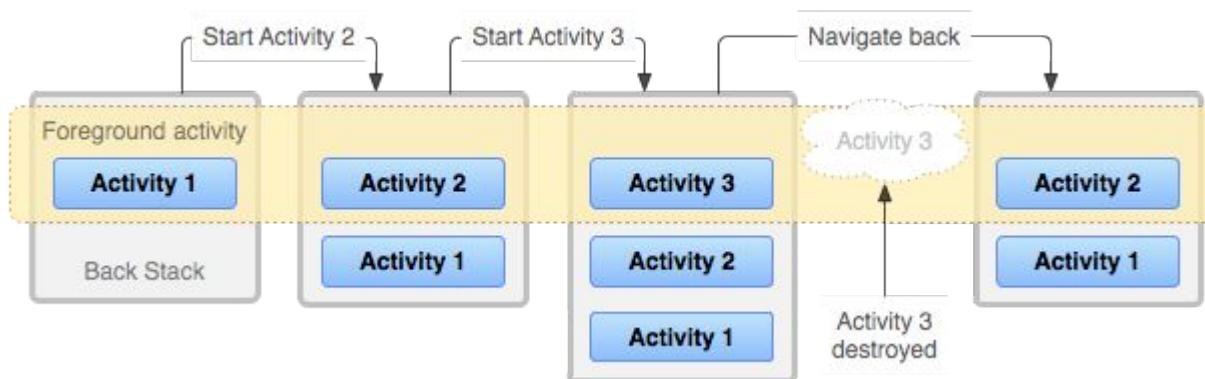 Start Activity 2
Start Activity 3
Navigate back
Foreground activity
Activity 1
Back Stack
Activity 2
Activity 1
Activity 3
Activity 2
Activity 1
Activity 3
Activity 3
destroyed
Activity 2
Activity 1